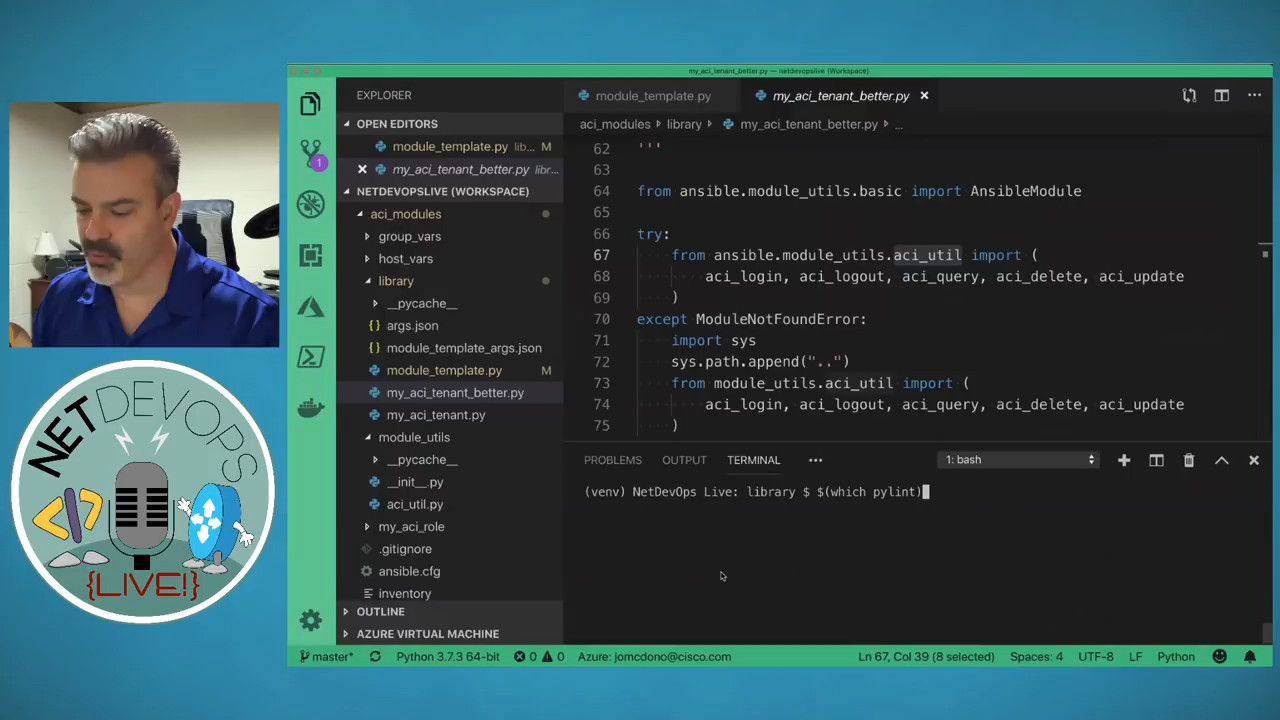 my_aci_tenant_better.py — netdevopslive (Workspace)
EXPLORER
OPEN EDITORS
module_template.py lib... M
my_aci_tenant_better.py libr...
NETDEVOPSLIVE (WORKSPACE)
aci_modules
group_vars
host_vars
library
__pycache__
{} args.json
{} module_template_args.json
module_template.py M
my_aci_tenant_better.py
my_aci_tenant.py
module_utils
__pycache__
__init__.py
aci_util.py
my_aci_role
.gitignore
ansible.cfg
inventory
OUTLINE
AZURE VIRTUAL MACHINE
1
module_template.py
my_aci_tenant_better.py
aci_modules › library › my_aci_tenant_better.py › ...
62 '''
63
64 from ansible.module_utils.basic import AnsibleModule
65
66 try:
67 from ansible.module_utils.aci_util import (
68 aci_login, aci_logout, aci_query, aci_delete, aci_update
69 )
70 except ModuleNotFoundError:
71 import sys
72 sys.path.append("..")
73 from module_utils.aci_util import (
74 aci_login, aci_logout, aci_query, aci_delete, aci_update
75 )
PROBLEMS OUTPUT TERMINAL ••• 1: bash
(venv) NetDevOps Live: library $ $(which pylint)
master* Python 3.7.3 64-bit 0 0 Azure: jomcdono@cisco.com Ln 67, Col 39 (8 selected) Spaces: 4 UTF-8 LF Python
NETDEVOPS
</>
{LIVE!}